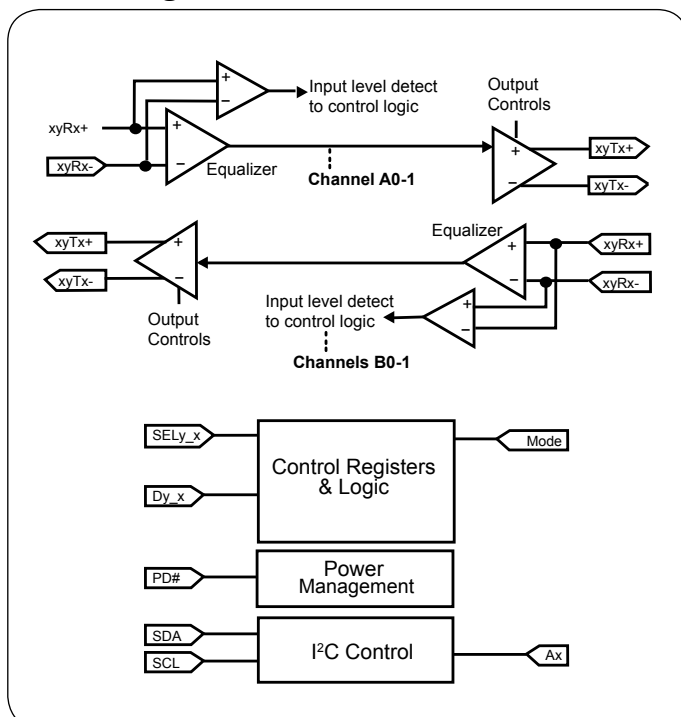 Input level detect
to control logic
Output
Controls
+
−
xyRx+
xyRx-
+
−
Equalizer
Channel A0-1
+
−
xyTx+
xyTx-
xyTx+
xyTx-
+
−
Output
Controls
Equalizer
+
−
xyRx+
xyRx-
Input level detect
to control logic
+
−
Channels B0-1
SELy_x
Dy_x
Control Registers
& Logic
Mode
PD#
Power
Management
SDA
SCL
I²C Control
Ax